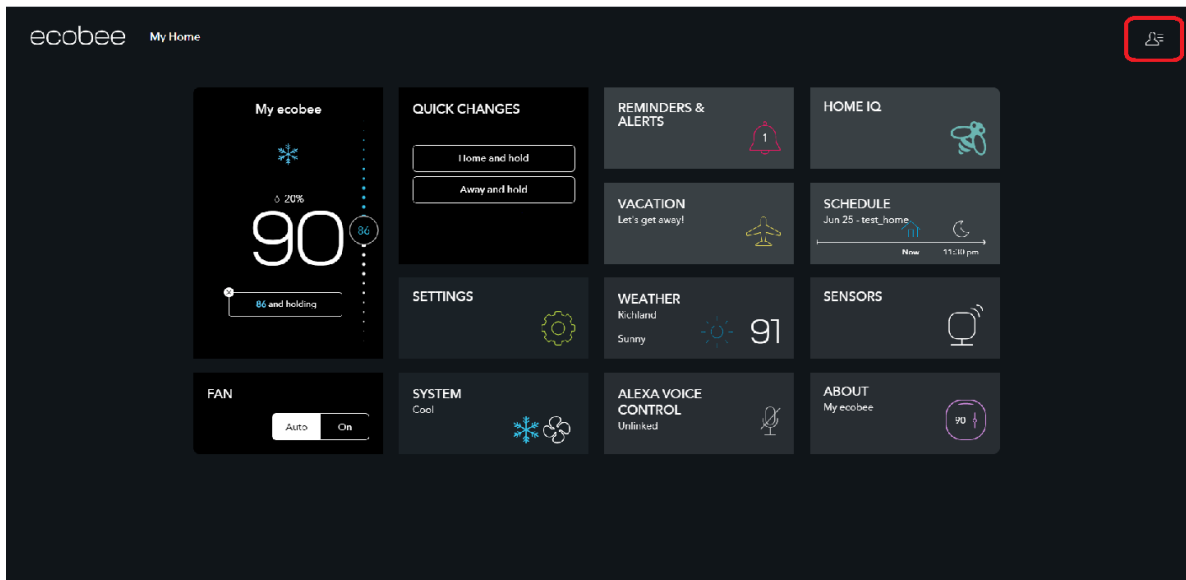 ecobee
My Home
My ecobee
20%
90
86
86 and holding
FAN
Auto
On
QUICK CHANGES
Home and hold
Away and hold
SETTINGS
SYSTEM
Cool
REMINDERS &
ALERTS
1
VACATION
Let's get away!
WEATHER
Richland
Sunny
91
ALEXA VOICE
CONTROL
Unlinked
HOME IQ
SCHEDULE
Jun 25 - test_home
Now
11:30 pm
SENSORS
ABOUT
My ecobee
90